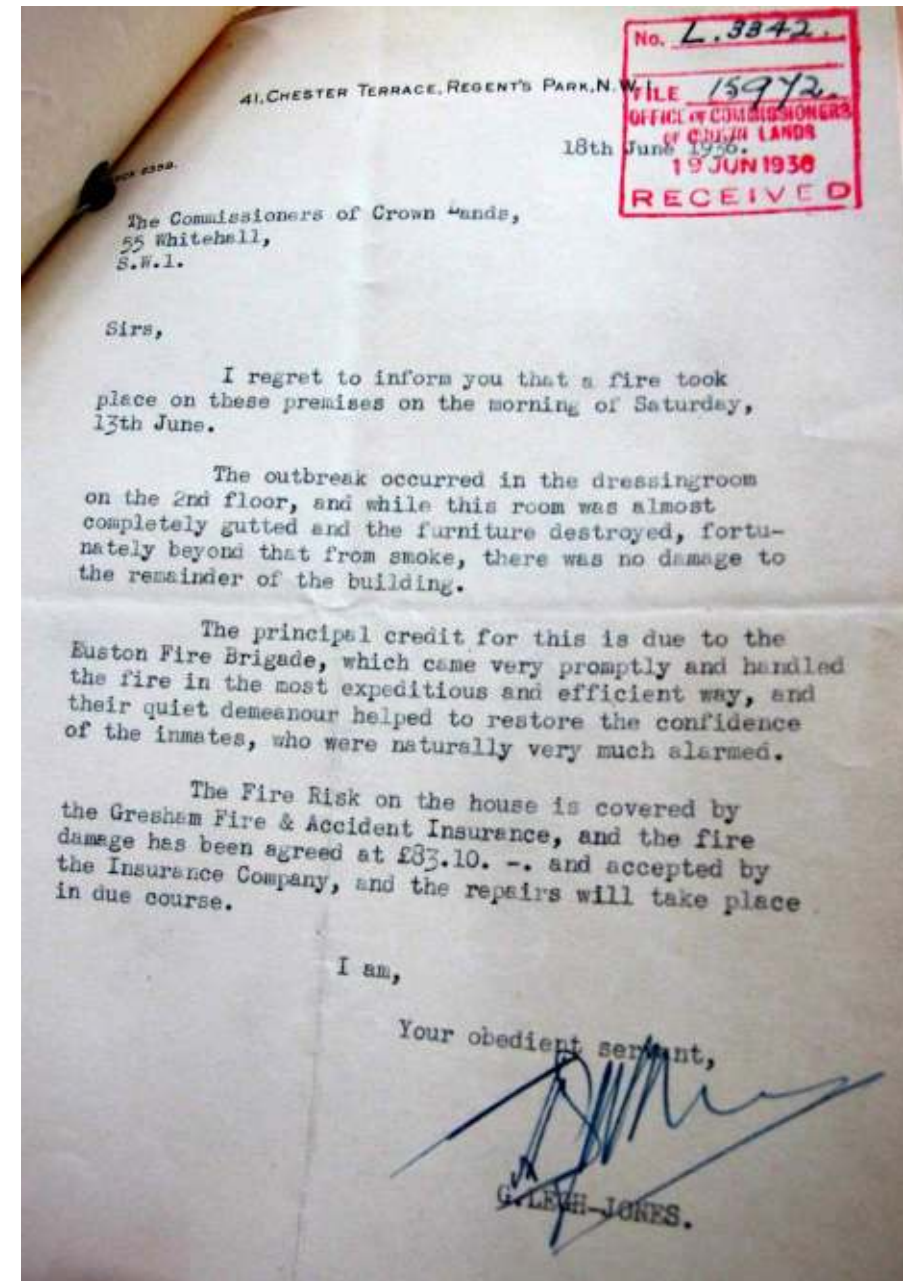 No. L.3342.
FILE 15972.
OFFICE OF COMMISSIONERS
OF CROWN LANDS
19 JUN 1936
RECEIVED
41, CHESTER TERRACE, REGENT'S PARK, N.W.1.
18th June 1936.
6352.
The Commissioners of Crown Lands,
55 Whitehall,
S.W.1.
Sirs,
I regret to inform you that a fire took
place on these premises on the morning of Saturday,
13th June.
The outbreak occurred in the dressingroom
on the 2nd floor, and while this room was almost
completely gutted and the furniture destroyed, fortu-
nately beyond that from smoke, there was no damage to
the remainder of the building.
The principal credit for this is due to the
Euston Fire Brigade, which came very promptly and handled
the fire in the most expeditious and efficient way, and
their quiet demeanour helped to restore the confidence
of the inmates, who were naturally very much alarmed.
The Fire Risk on the house is covered by
the Gresham Fire & Accident Insurance, and the fire
damage has been agreed at £83.10. -. and accepted by
the Insurance Company, and the repairs will take place
in due course.
I am,
Your obedient servant,
G.LEGH-JONES.